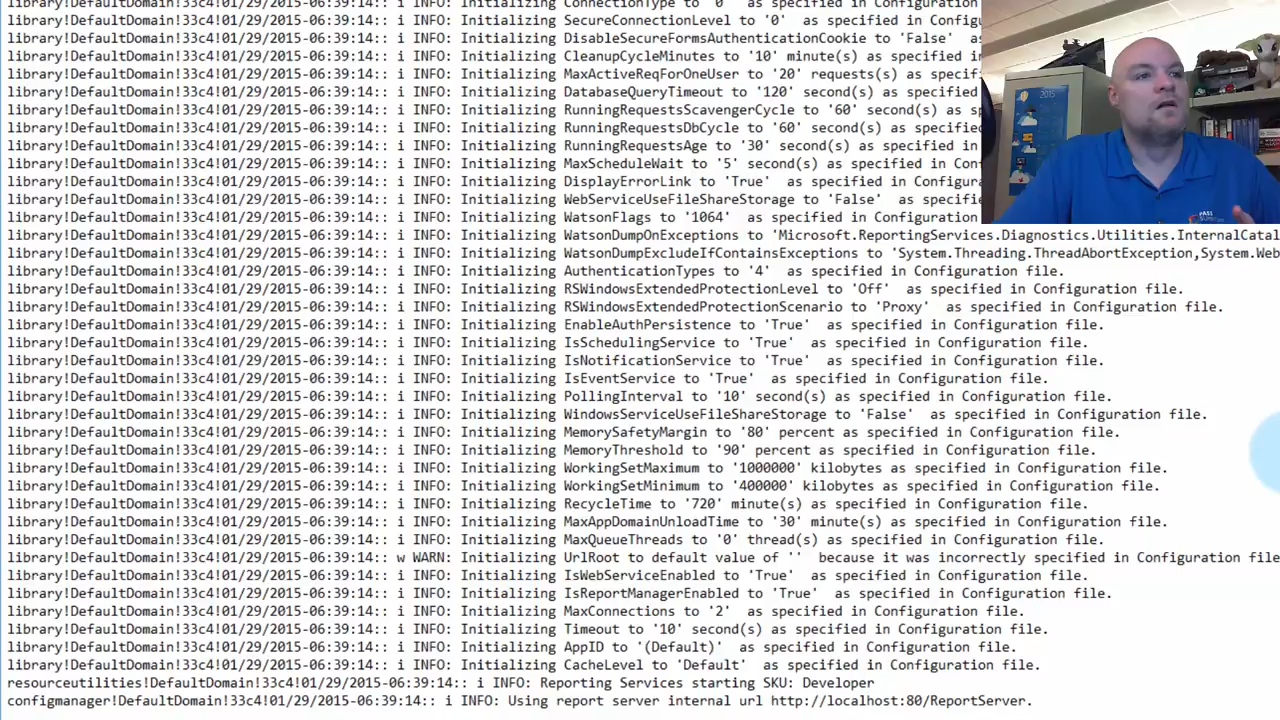 library!DefaultDomain!33c4!01/29/2015-06:39:14:: i INFO: Initializing ConnectionType to '0'  as specified in Configu
library!DefaultDomain!33c4!01/29/2015-06:39:14:: i INFO: Initializing SecureConnectionLevel to '0'  as specified in
library!DefaultDomain!33c4!01/29/2015-06:39:14:: i INFO: Initializing DisableSecureFormsAuthenticationCookie to 'False'  a
library!DefaultDomain!33c4!01/29/2015-06:39:14:: i INFO: Initializing CleanupCycleMinutes to '10' minute(s) as specified i
library!DefaultDomain!33c4!01/29/2015-06:39:14:: i INFO: Initializing MaxActiveReqForOneUser to '20' requests(s) as specif
library!DefaultDomain!33c4!01/29/2015-06:39:14:: i INFO: Initializing DatabaseQueryTimeout to '120' second(s) as specified
library!DefaultDomain!33c4!01/29/2015-06:39:14:: i INFO: Initializing RunningRequestsScavengerCycle to '60' second(s) as s
library!DefaultDomain!33c4!01/29/2015-06:39:14:: i INFO: Initializing RunningRequestsDbCycle to '60' second(s) as specifie
library!DefaultDomain!33c4!01/29/2015-06:39:14:: i INFO: Initializing RunningRequestsAge to '30' second(s) as specified in
library!DefaultDomain!33c4!01/29/2015-06:39:14:: i INFO: Initializing MaxScheduleWait to '5' second(s) as specified in Con
library!DefaultDomain!33c4!01/29/2015-06:39:14:: i INFO: Initializing DisplayErrorLink to 'True'  as specified in Configur
library!DefaultDomain!33c4!01/29/2015-06:39:14:: i INFO: Initializing WebServiceUseFileShareStorage to 'False'  as specifi
library!DefaultDomain!33c4!01/29/2015-06:39:14:: i INFO: Initializing WatsonFlags to '1064'  as specified in Configuration
library!DefaultDomain!33c4!01/29/2015-06:39:14:: i INFO: Initializing WatsonDumpOnExceptions to 'Microsoft.ReportingServices.Diagnostics.Utilities.InternalCatal
library!DefaultDomain!33c4!01/29/2015-06:39:14:: i INFO: Initializing WatsonDumpExcludeIfContainsExceptions to 'System.Threading.ThreadAbortException,System.Web
library!DefaultDomain!33c4!01/29/2015-06:39:14:: i INFO: Initializing AuthenticationTypes to '4'  as specified in Configuration file.
library!DefaultDomain!33c4!01/29/2015-06:39:14:: i INFO: Initializing RSWindowsExtendedProtectionLevel to 'Off'  as specified in Configuration file.
library!DefaultDomain!33c4!01/29/2015-06:39:14:: i INFO: Initializing RSWindowsExtendedProtectionScenario to 'Proxy'  as specified in Configuration file.
library!DefaultDomain!33c4!01/29/2015-06:39:14:: i INFO: Initializing EnableAuthPersistence to 'True'  as specified in Configuration file.
library!DefaultDomain!33c4!01/29/2015-06:39:14:: i INFO: Initializing IsSchedulingService to 'True'  as specified in Configuration file.
library!DefaultDomain!33c4!01/29/2015-06:39:14:: i INFO: Initializing IsNotificationService to 'True'  as specified in Configuration file.
library!DefaultDomain!33c4!01/29/2015-06:39:14:: i INFO: Initializing IsEventService to 'True'  as specified in Configuration file.
library!DefaultDomain!33c4!01/29/2015-06:39:14:: i INFO: Initializing PollingInterval to '10' second(s) as specified in Configuration file.
library!DefaultDomain!33c4!01/29/2015-06:39:14:: i INFO: Initializing WindowsServiceUseFileShareStorage to 'False'  as specified in Configuration file.
library!DefaultDomain!33c4!01/29/2015-06:39:14:: i INFO: Initializing MemorySafetyMargin to '80' percent as specified in Configuration file.
library!DefaultDomain!33c4!01/29/2015-06:39:14:: i INFO: Initializing MemoryThreshold to '90' percent as specified in Configuration file.
library!DefaultDomain!33c4!01/29/2015-06:39:14:: i INFO: Initializing WorkingSetMaximum to '1000000' kilobytes as specified in Configuration file.
library!DefaultDomain!33c4!01/29/2015-06:39:14:: i INFO: Initializing WorkingSetMinimum to '400000' kilobytes as specified in Configuration file.
library!DefaultDomain!33c4!01/29/2015-06:39:14:: i INFO: Initializing RecycleTime to '720' minute(s) as specified in Configuration file.
library!DefaultDomain!33c4!01/29/2015-06:39:14:: i INFO: Initializing MaxAppDomainUnloadTime to '30' minute(s) as specified in Configuration file.
library!DefaultDomain!33c4!01/29/2015-06:39:14:: i INFO: Initializing MaxQueueThreads to '0' thread(s) as specified in Configuration file.
library!DefaultDomain!33c4!01/29/2015-06:39:14:: w WARN: Initializing UrlRoot to default value of ''  because it was incorrectly specified in Configuration file
library!DefaultDomain!33c4!01/29/2015-06:39:14:: i INFO: Initializing IsWebServiceEnabled to 'True'  as specified in Configuration file.
library!DefaultDomain!33c4!01/29/2015-06:39:14:: i INFO: Initializing IsReportManagerEnabled to 'True'  as specified in Configuration file.
library!DefaultDomain!33c4!01/29/2015-06:39:14:: i INFO: Initializing MaxConnections to '2'  as specified in Configuration file.
library!DefaultDomain!33c4!01/29/2015-06:39:14:: i INFO: Initializing Timeout to '10' second(s) as specified in Configuration file.
library!DefaultDomain!33c4!01/29/2015-06:39:14:: i INFO: Initializing AppID to '(Default)'  as specified in Configuration file.
library!DefaultDomain!33c4!01/29/2015-06:39:14:: i INFO: Initializing CacheLevel to 'Default'  as specified in Configuration file.
resourceutilities!DefaultDomain!33c4!01/29/2015-06:39:14:: i INFO: Reporting Services starting SKU: Developer
configmanager!DefaultDomain!33c4!01/29/2015-06:39:14:: i INFO: Using report server internal url http://localhost:80/ReportServer.
2015
PASS